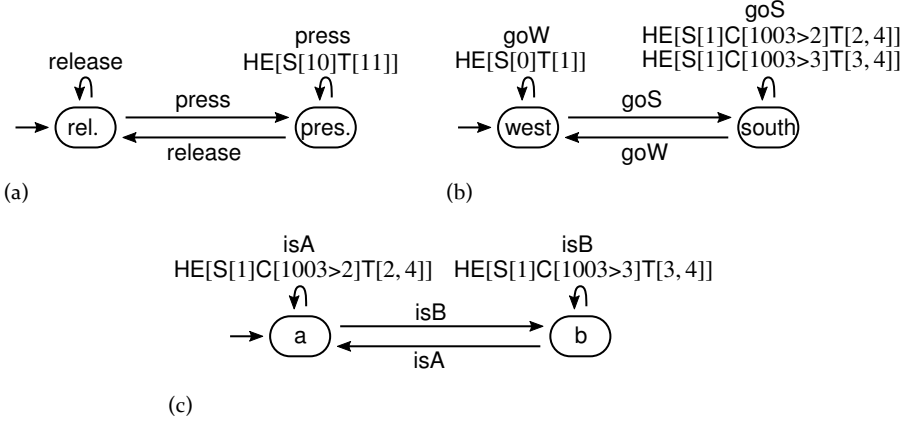 press
HE[S[10]T[11]]
release
press
rel.
pres.
release
(a)
goS
HE[S[1]C[1003>2]T[2, 4]]
HE[S[1]C[1003>3]T[3, 4]]
goW
HE[S[0]T[1]]
goS
west
south
goW
(b)
isA
HE[S[1]C[1003>2]T[2, 4]]
isB
HE[S[1]C[1003>3]T[3, 4]]
isB
a
b
isA
(c)